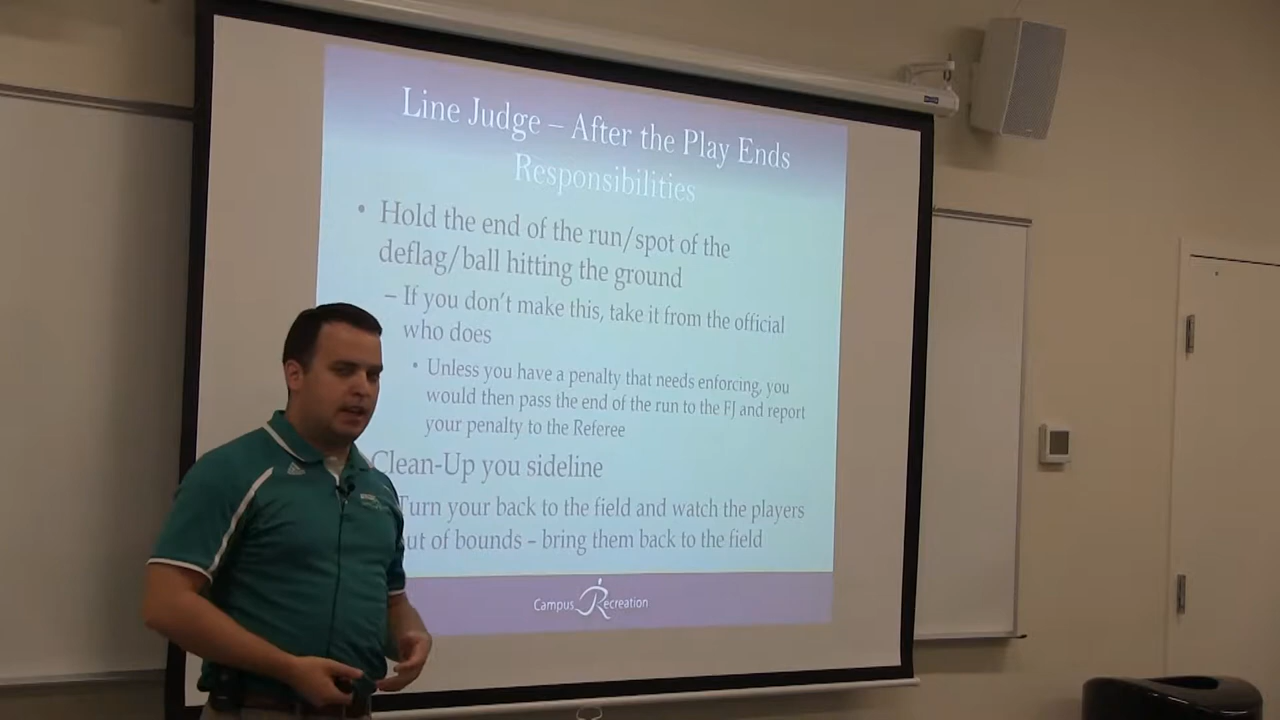 Line Judge – After the Play Ends
Responsibilities
• Hold the end of the run/spot of the
deflag/ball hitting the ground
– If you don't make this, take it from the official
who does
• Unless you have a penalty that needs enforcing, you
would then pass the end of the run to the FJ and report
your penalty to the Referee
Clean-Up you sideline
Turn your back to the field and watch the players
out of bounds – bring them back to the field
Campus Recreation